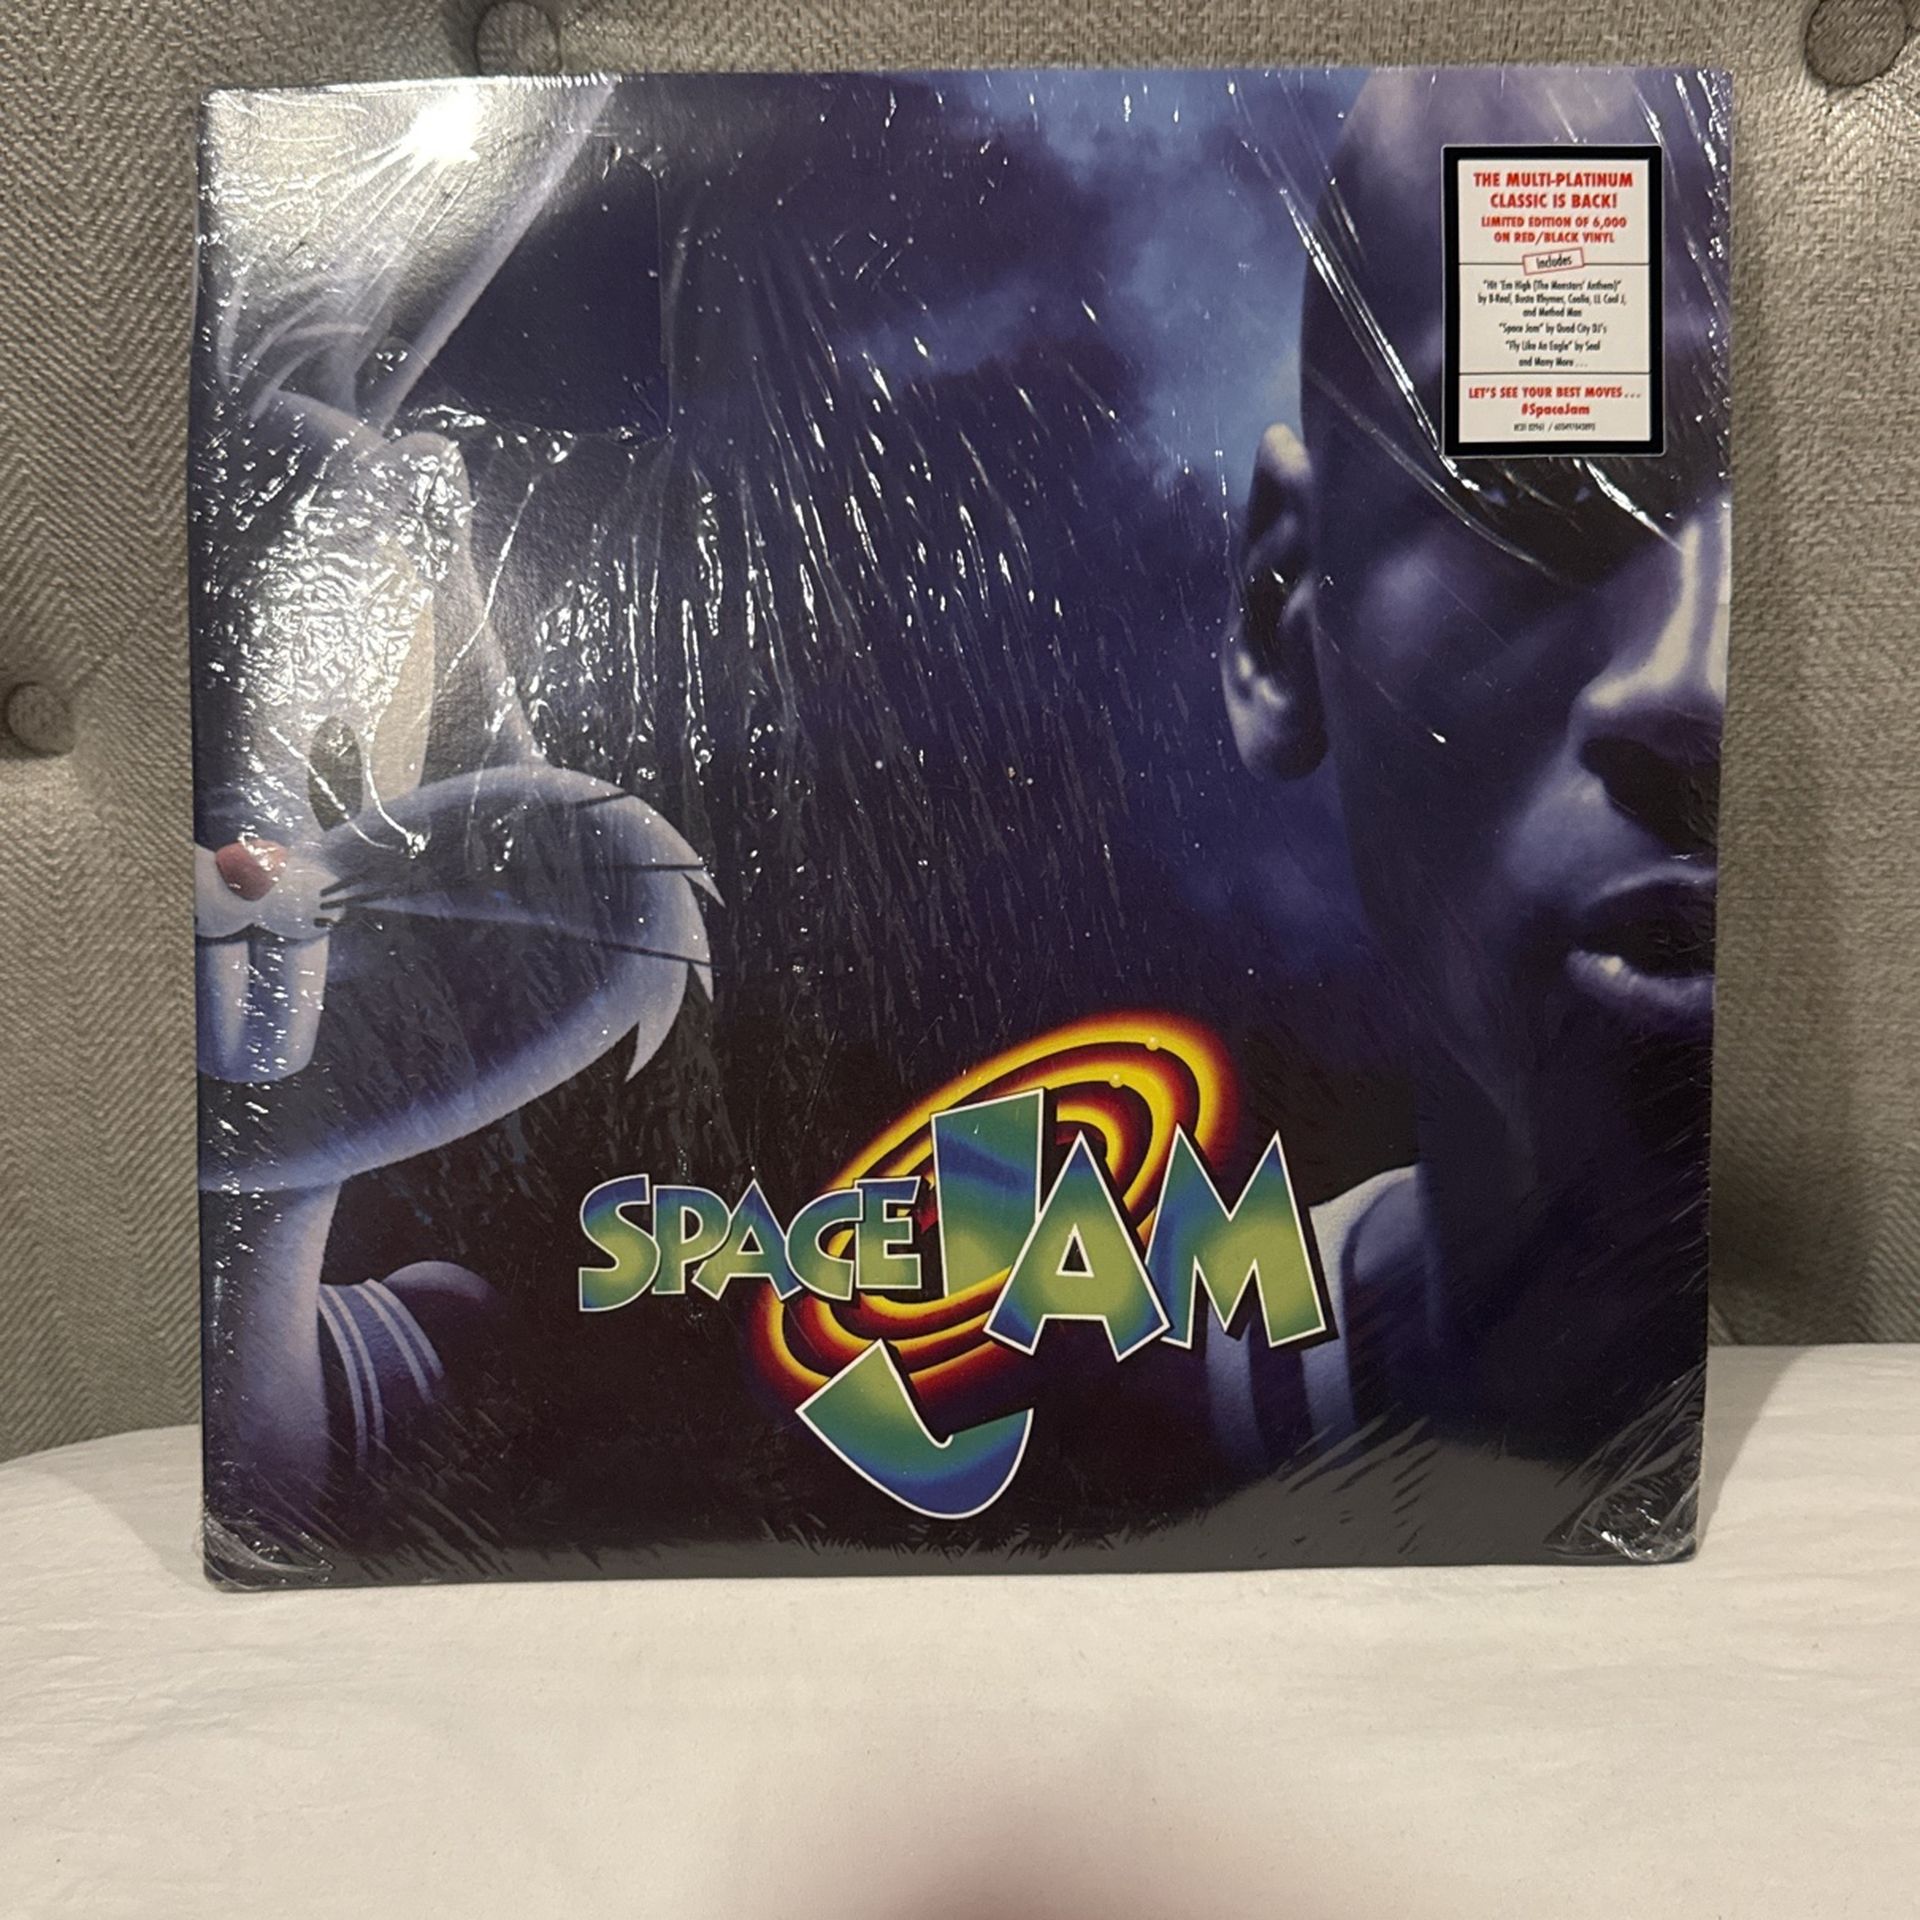 THE MULTI-PLATINUM
CLASSIC IS BACK!
LIMITED EDITION OF 6,000
ON RED/BLACK VINYL
Includes
"Hit 'Em High (The Monstars' Anthem)"
by B-Real, Busta Rhymes, Coolio, LL Cool J,
and Method Man
"Space Jam" by Quad City DJ's
"Fly Like An Eagle" by Seal
and Many More . . .
LET'S SEE YOUR BEST MOVES . . .
#SpaceJam
SPACE JAM